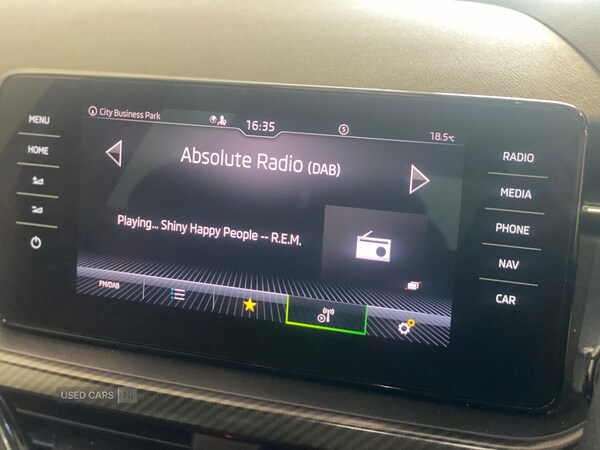 City Business Park
16:35
18.5°C
MENU
HOME
Absolute Radio (DAB)
Playing... Shiny Happy People -- R.E.M.
FM/DAB
RADIO
MEDIA
PHONE
NAV
CAR
USED CARS NI